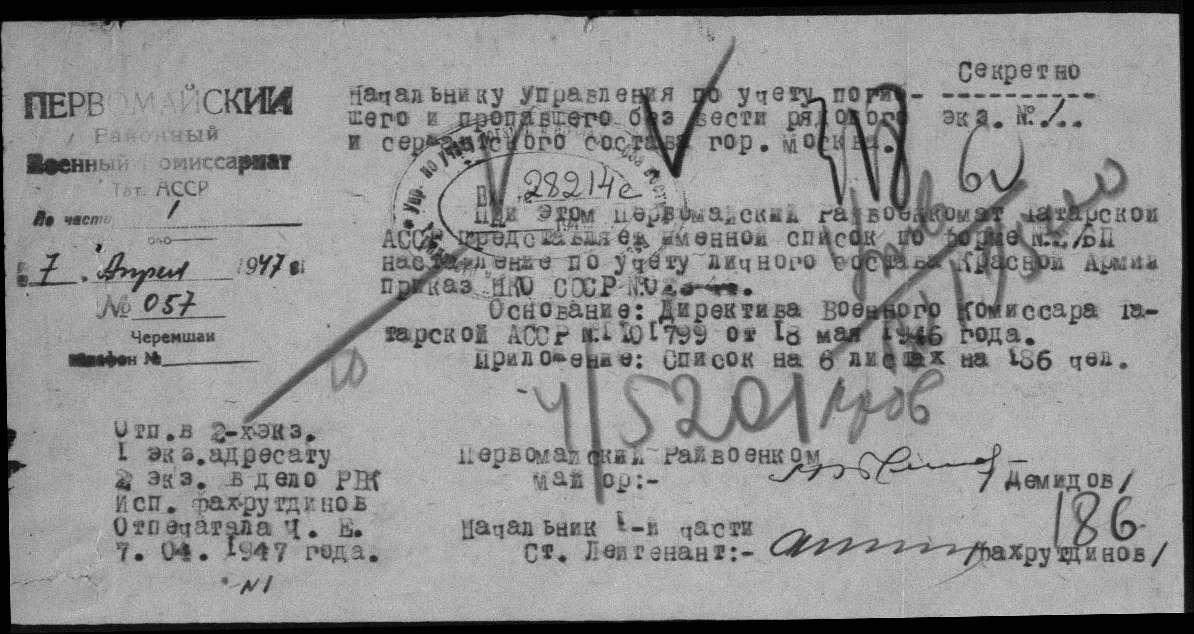 ПЕРВОМАЙСКИЙ
Районный
Военный Комиссариат
Тат. АССР
По части 1
7 . Апреля 1947 г.
№ 057
Черемшан
Телефон №
Секретно
Начальнику Управления по учету погиб-
шего и пропавшего без вести рядового экз. № 1.
и сержантского состава гор. Москва.
Вх 28214с
При этом Первомайский Райвоенкомат Татарской
АССР представляет именной список по форме № 2/БП
наставление по учету личного состава Красной Армии
приказ НКО СССР №
Основание: Директива Военного Комиссара Та-
тарской АССР № 1101799 от 18 мая 1946 года.
Приложение: Список на 6 листах на 186 чел.
4/5201
Отп.в 2-хэкз.
1 экз.адресату
2 экз. в дело РВК
исп. фахрутдинов
Отпечатала Ч. Е.
7. 04. 1947 года.
N1
Первомайский Райвоенком
майор:- /Демидов/
186
Начальник 1-й части
Ст. Лейтенант:- /фахрутдинов/